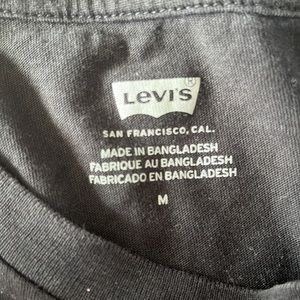 Levi's ®
SAN FRANCISCO, CAL.
MADE IN BANGLADESH
FABRIQUE AU BANGLADESH
FABRICADO EN BANGLADESH
M